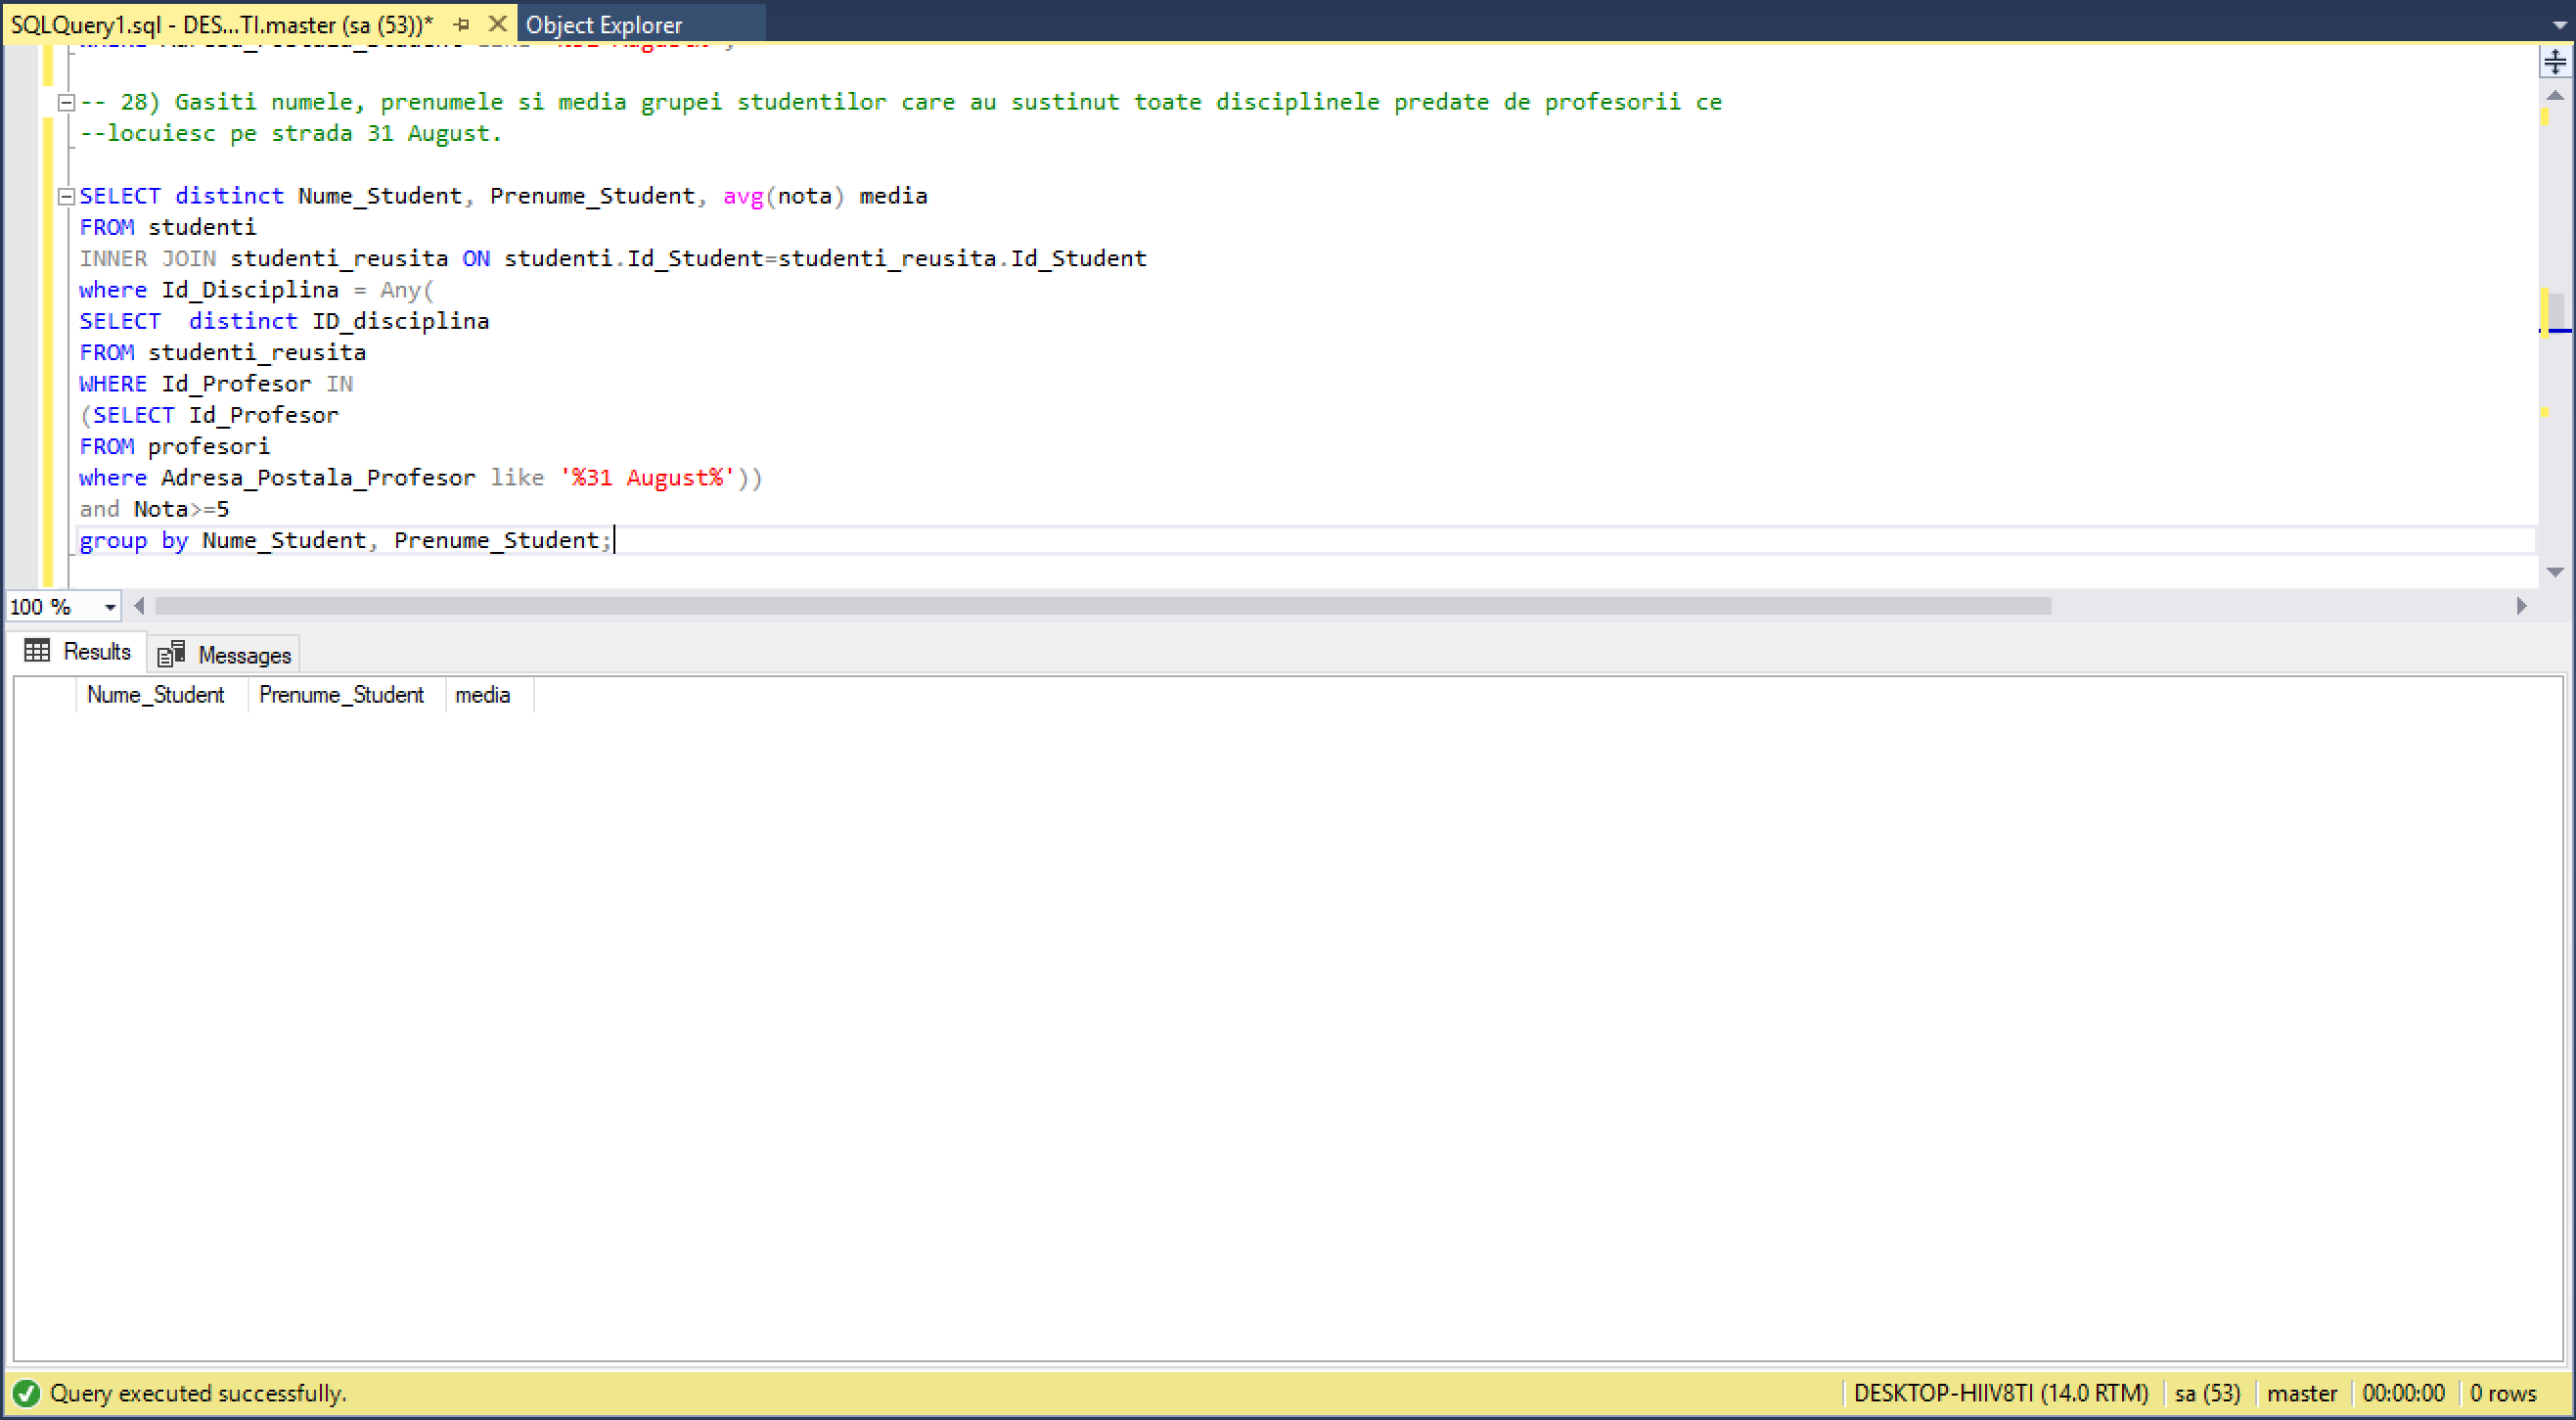 SQLQuery1.sql - DES...TI.master (sa (53))*
Object Explorer
-- 28) Gasiti numele, prenumele si media grupei studentilor care au sustinut toate disciplinele predate de profesorii ce
--locuiesc pe strada 31 August.
SELECT distinct Nume_Student, Prenume_Student, avg(nota) media
FROM studenti
INNER JOIN studenti_reusita ON studenti.Id_Student=studenti_reusita.Id_Student
where Id_Disciplina = Any(
SELECT  distinct ID_disciplina
FROM studenti_reusita
WHERE Id_Profesor IN
(SELECT Id_Profesor
FROM profesori
where Adresa_Postala_Profesor like '%31 August%'))
and Nota>=5
group by Nume_Student, Prenume_Student;
100 %
Results Messages
Nume_Student Prenume_Student media
Query executed successfully. DESKTOP-HIIV8TI (14.0 RTM) sa (53) master 00:00:00 0 rows